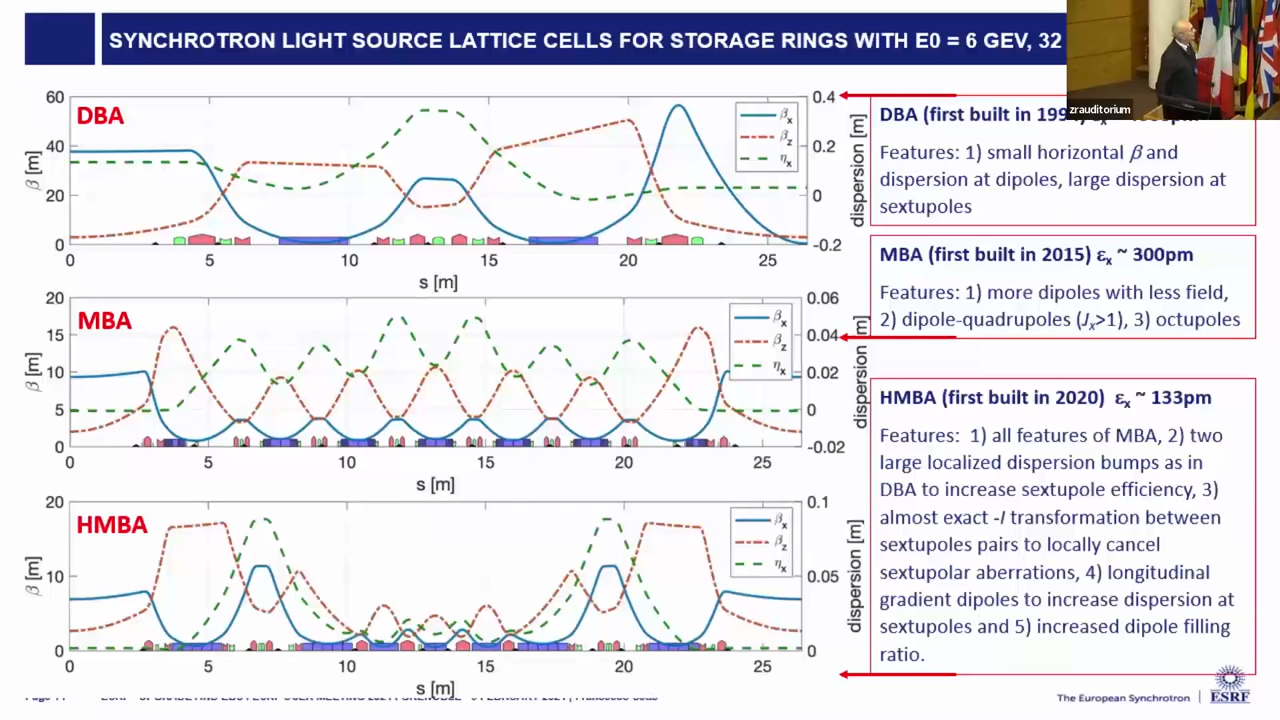 SYNCHROTRON LIGHT SOURCE LATTICE CELLS FOR STORAGE RINGS WITH E0 = 6 GEV, 32
zrauditorium
DBA
60
40
20
0
β [m]
0.4
0.2
0
-0.2
dispersion [m]
βx
βz
ηx
0 5 10 15 20 25
s [m]
DBA (first built in
Features: 1) small horizontal β and
dispersion at dipoles, large dispersion at
sextupoles
MBA
20
15
10
5
0
β [m]
0.06
0.04
0.02
0
-0.02
dispersion [m]
βx
βz
ηx
0 5 10 15 20 25
s [m]
MBA (first built in 2015) εx ~ 300pm
Features: 1) more dipoles with less field,
2) dipole-quadrupoles (Jx>1), 3) octupoles
HMBA
20
10
0
β [m]
0.1
0.05
0
dispersion [m]
βx
βz
ηx
0 5 10 15 20 25
s [m]
HMBA (first built in 2020) εx ~ 133pm
Features: 1) all features of MBA, 2) two
large localized dispersion bumps as in
DBA to increase sextupole efficiency, 3)
almost exact -I transformation between
sextupoles pairs to locally cancel
sextupolar aberrations, 4) longitudinal
gradient dipoles to increase dispersion at
sextupoles and 5) increased dipole filling
ratio.
The European Synchrotron
ESRF